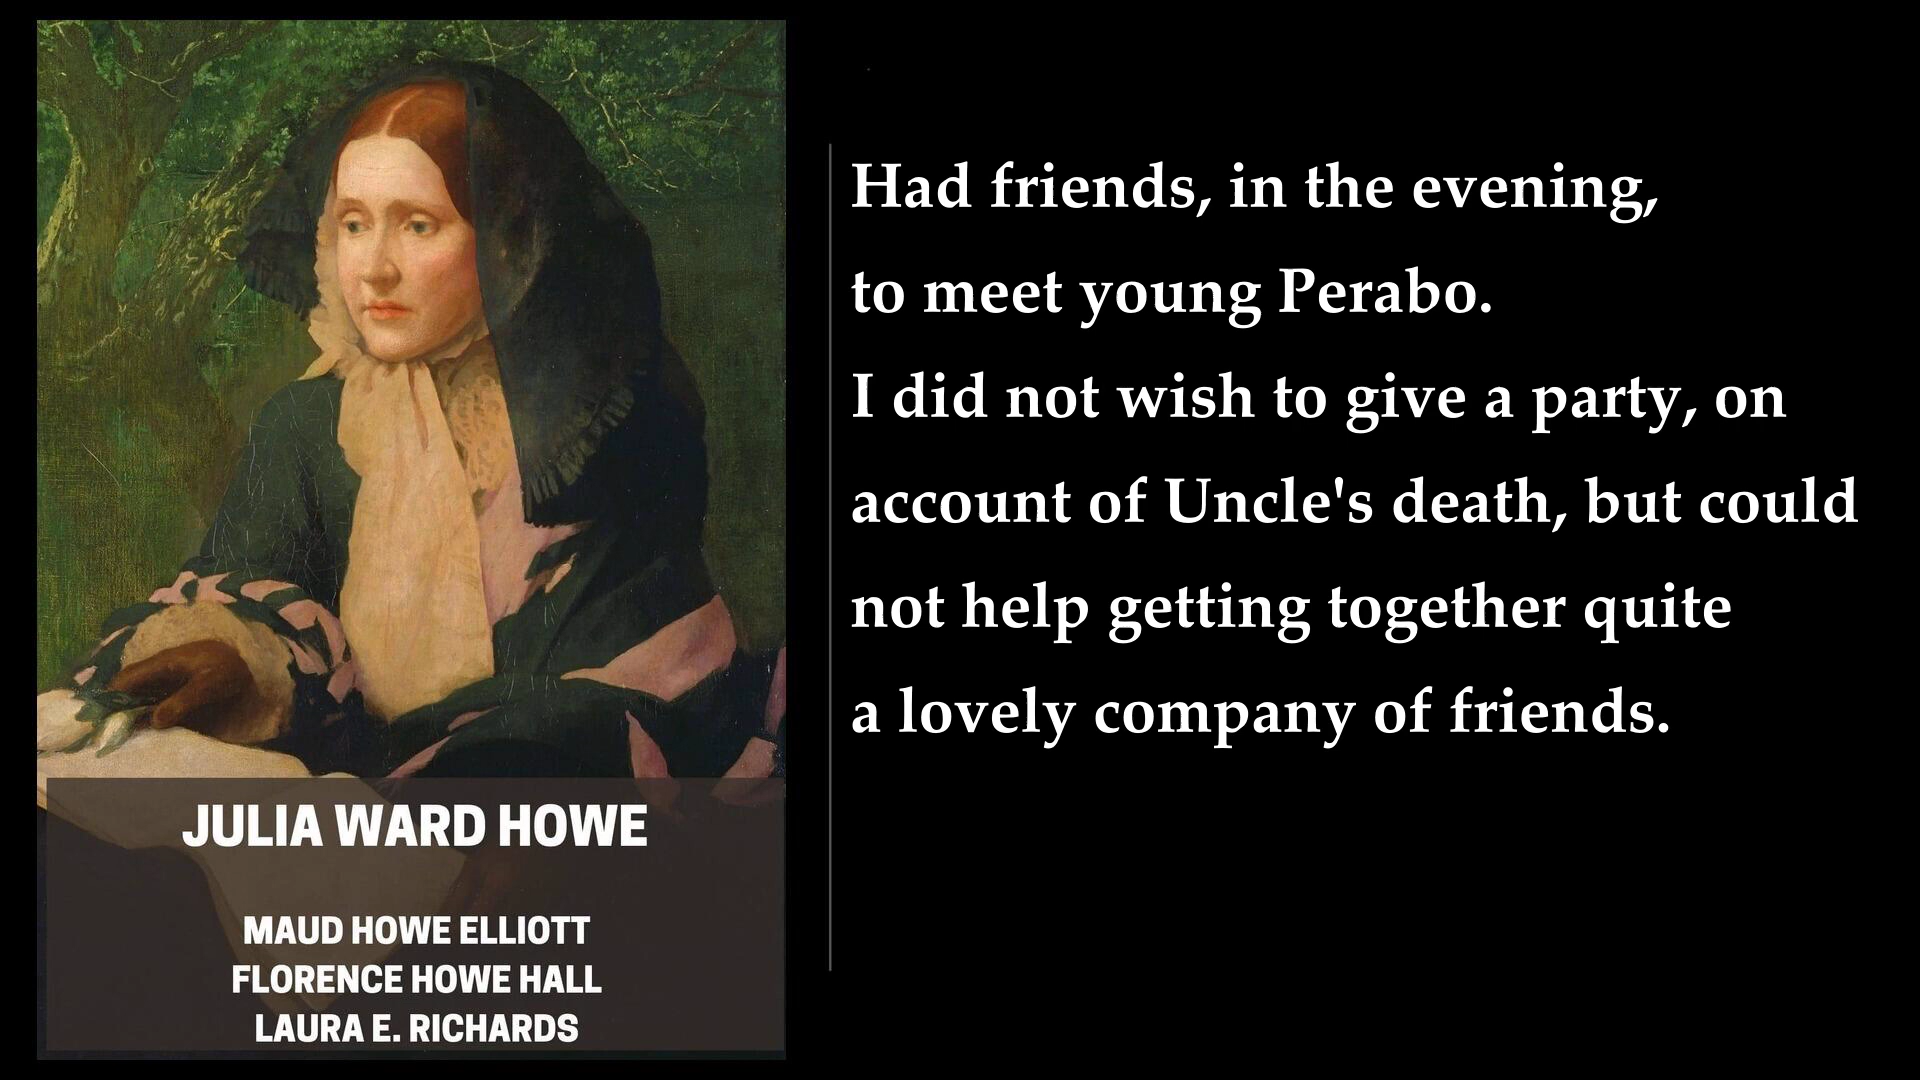 JULIA WARD HOWE
MAUD HOWE ELLIOTT
FLORENCE HOWE HALL
LAURA E. RICHARDS
Had friends, in the evening,
to meet young Perabo.
I did not wish to give a party, on
account of Uncle's death, but could
not help getting together quite
a lovely company of friends.